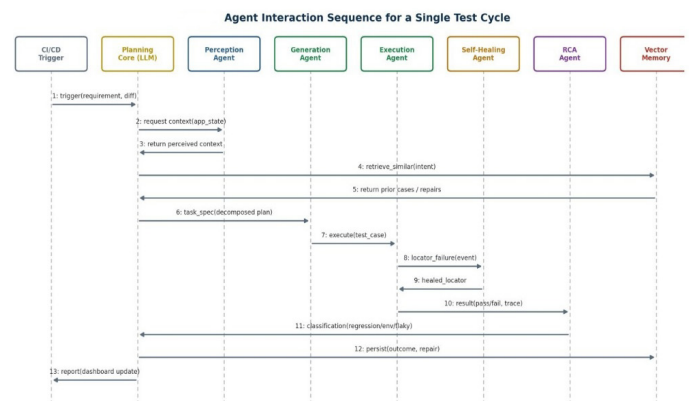 Agent Interaction Sequence for a Single Test Cycle
CI/CD
Trigger
Planning
Core (LLM)
Perception
Agent
Generation
Agent
Execution
Agent
Self-Healing
Agent
RCA
Agent
Vector
Memory
1: trigger(requirement, diff)
2: request context(app_state)
3: return perceived context
4: retrieve_similar(intent)
5: return prior cases / repairs
6: task_spec(decomposed plan)
7: execute(test_case)
8: locator_failure(event)
9: healed_locator
10: result(pass/fail, trace)
11: classification(regression/env/flaky)
12: persist(outcome, repair)
13: report(dashboard update)